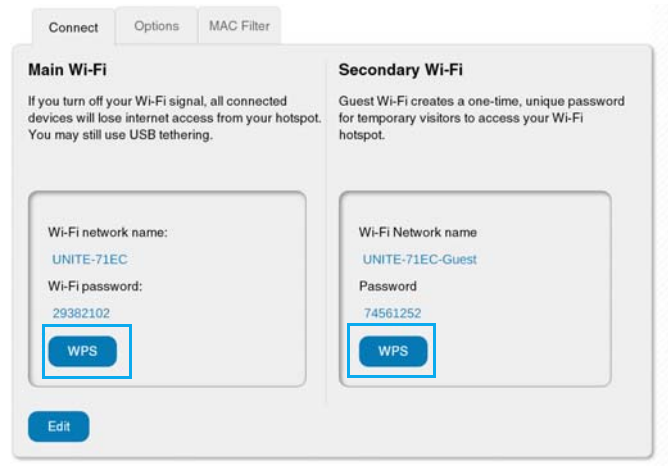 Connect
Options
MAC Filter
Main Wi-Fi
If you turn off your Wi-Fi signal, all connected
devices will lose internet access from your hotspot.
You may still use USB tethering.
Wi-Fi network name:
UNITE-71EC
Wi-Fi password:
29382102
WPS
Edit
Secondary Wi-Fi
Guest Wi-Fi creates a one-time, unique password
for temporary visitors to access your Wi-Fi
hotspot.
Wi-Fi Network name
UNITE-71EC-Guest
Password
74561252
WPS